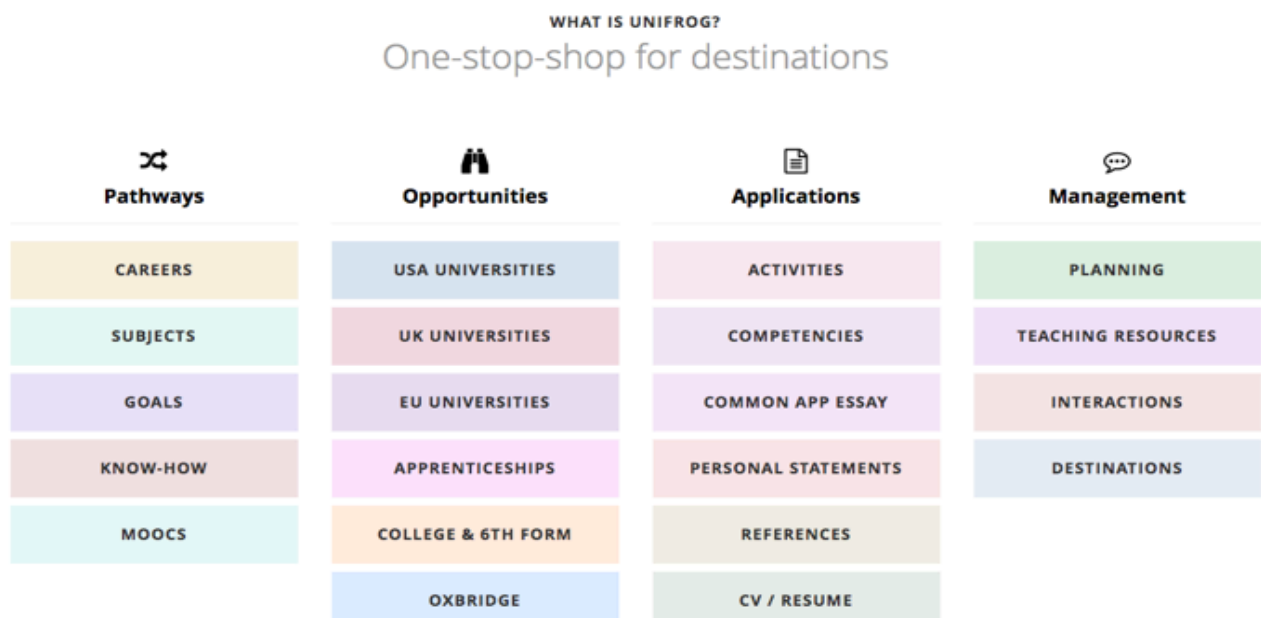 WHAT IS UNIFROG?
One-stop-shop for destinations
Pathways
CAREERS
SUBJECTS
GOALS
KNOW-HOW
MOOCS
Opportunities
USA UNIVERSITIES
UK UNIVERSITIES
EU UNIVERSITIES
APPRENTICESHIPS
COLLEGE & 6TH FORM
OXBRIDGE
Applications
ACTIVITIES
COMPETENCIES
COMMON APP ESSAY
PERSONAL STATEMENTS
REFERENCES
CV / RESUME
Management
PLANNING
TEACHING RESOURCES
INTERACTIONS
DESTINATIONS